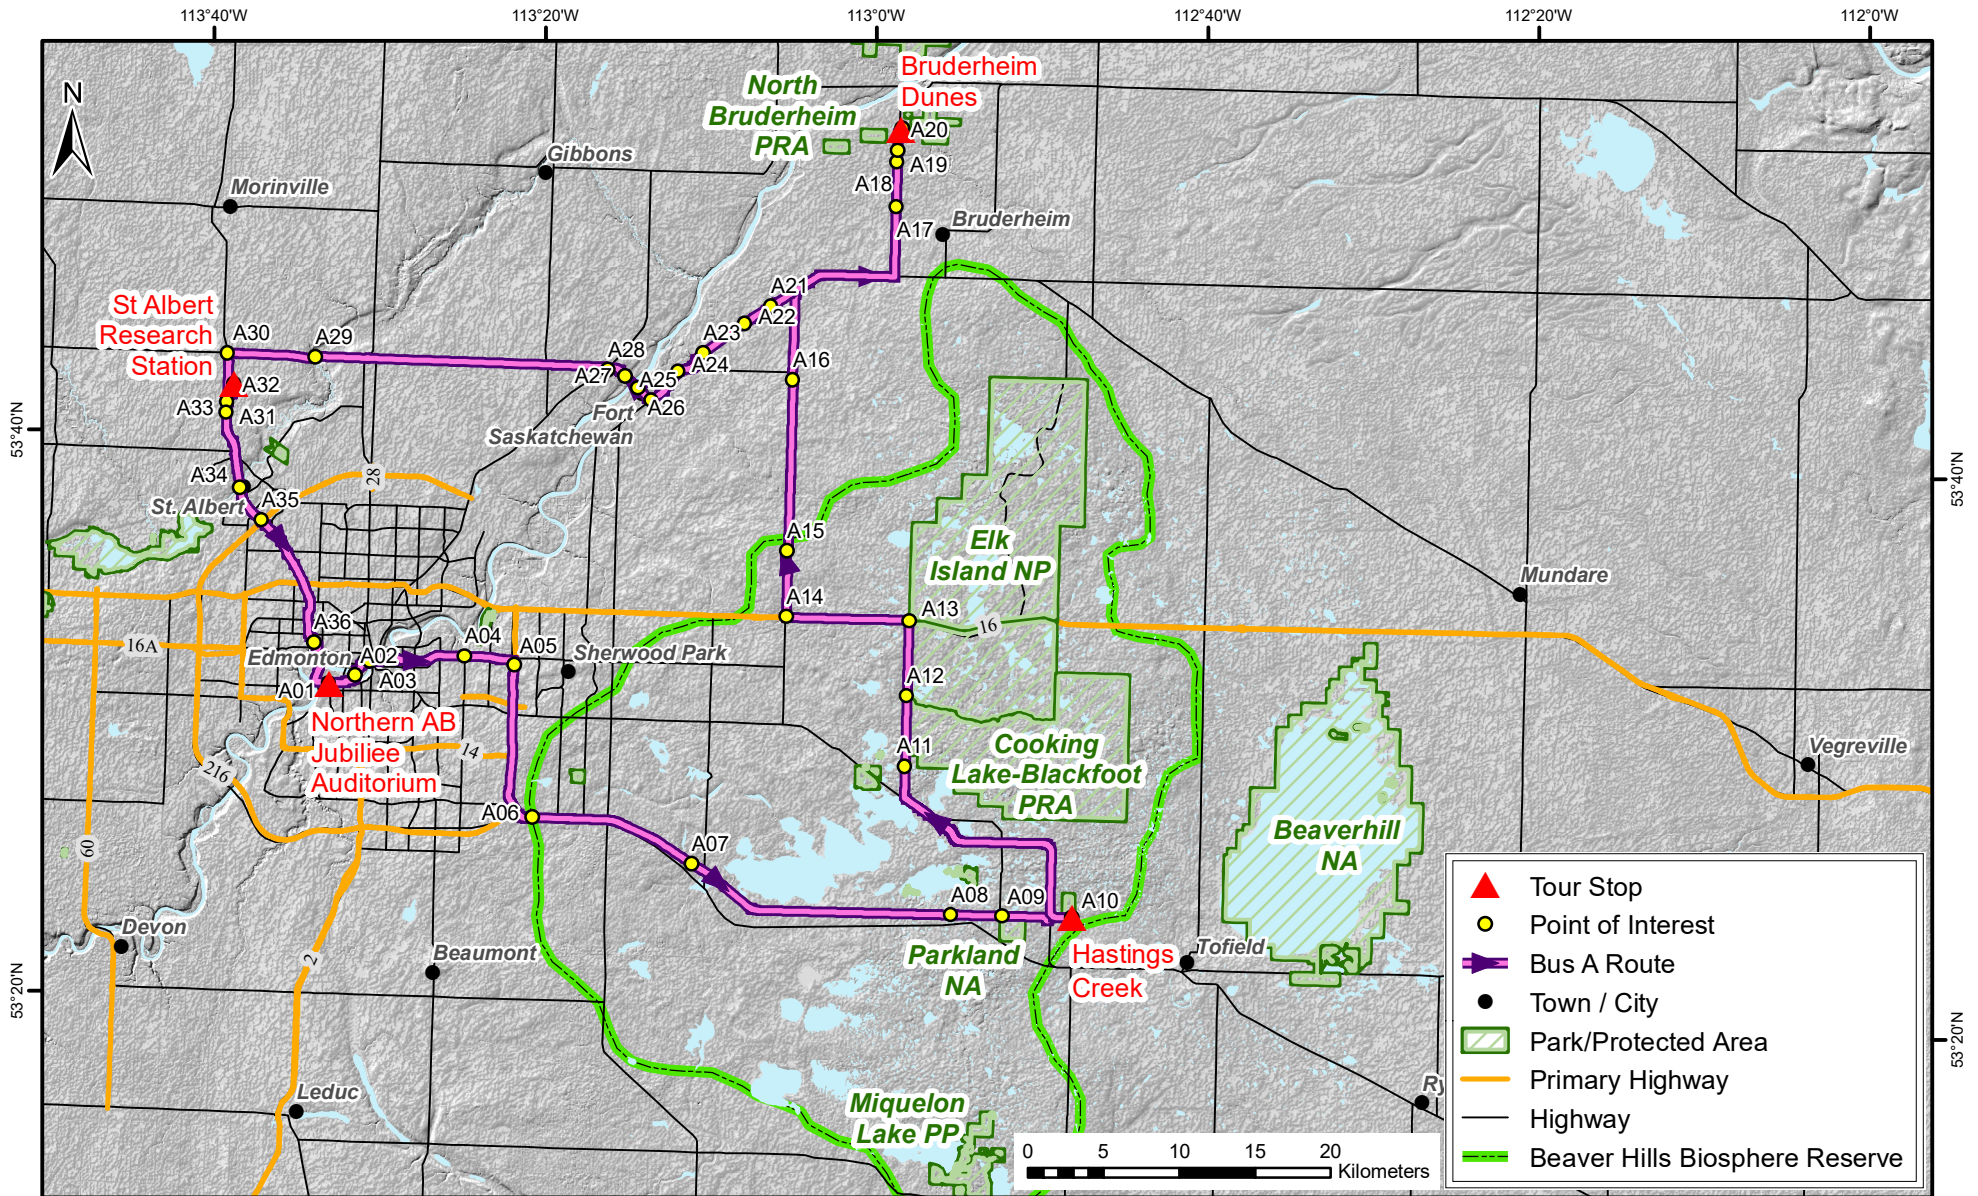 113°40'W
113°20'W
113°0'W
112°40'W
112°20'W
112°0'W
N
North
Bruderheim
PRA
Bruderheim
Dunes
A20
A19
A18
A17
Bruderheim
Gibbons
Morinville
St Albert
Research
Station
A30
A29
A28
A27
A25
A26
A24
A23
A22
A21
A16
A32
A33
A31
Fort
Saskatchewan
53°40'N
53°40'N
A34
A35
St. Albert
28
A15
Elk
Island NP
Mundare
A14
A13
16
16A
A36
Edmonton
A02
A04
A05
A03
A01
Sherwood Park
A12
Northern AB
Jubiliee
Auditorium
14
216
A11
Cooking
Lake-Blackfoot
PRA
Vegreville
A06
A07
60
Beaverhill
NA
A08
A09
A10
Devon
Beaumont
2
Parkland
NA
Hastings
Creek
Tofield
53°20'N
53°20'N
Leduc
Miquelon
Lake PP
Ry
0 5 10 15 20
Kilometers
Tour Stop
Point of Interest
Bus A Route
Town / City
Park/Protected Area
Primary Highway
Highway
Beaver Hills Biosphere Reserve